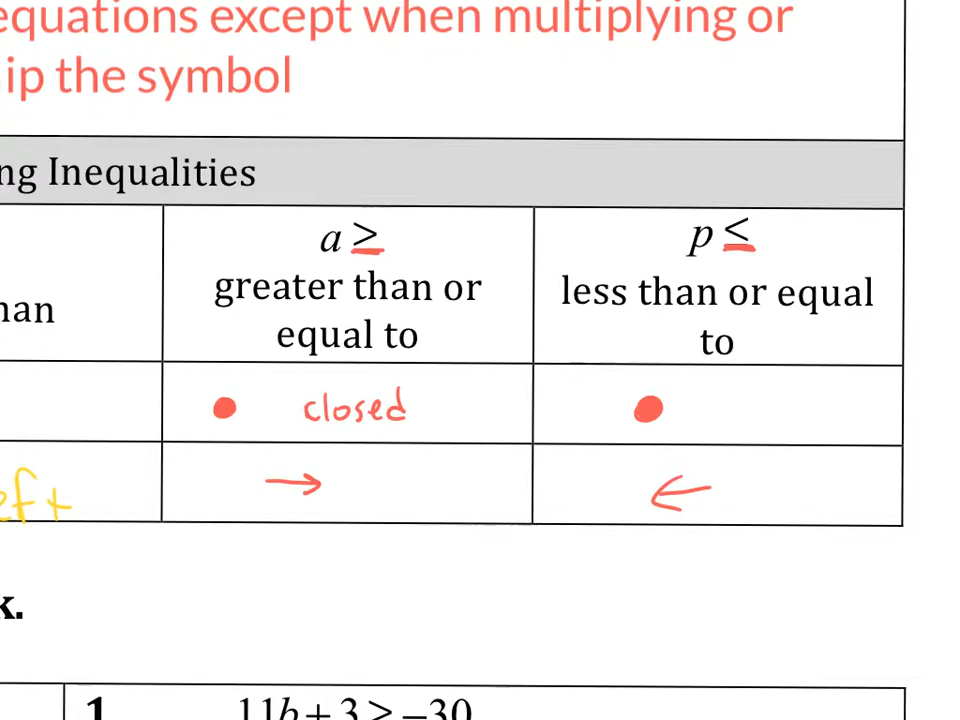 equations except when multiplying or
ip the symbol
ng Inequalities
a ≥
greater than or
equal to
p ≤
less than or equal
to
han
closed
eft
k.
1 11b + 3 > −30